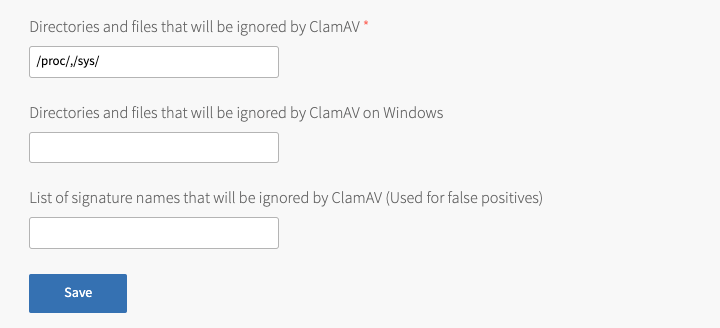 Directories and files that will be ignored by ClamAV *
/proc/,/sys/
Directories and files that will be ignored by ClamAV on Windows
List of signature names that will be ignored by ClamAV (Used for false positives)
Save